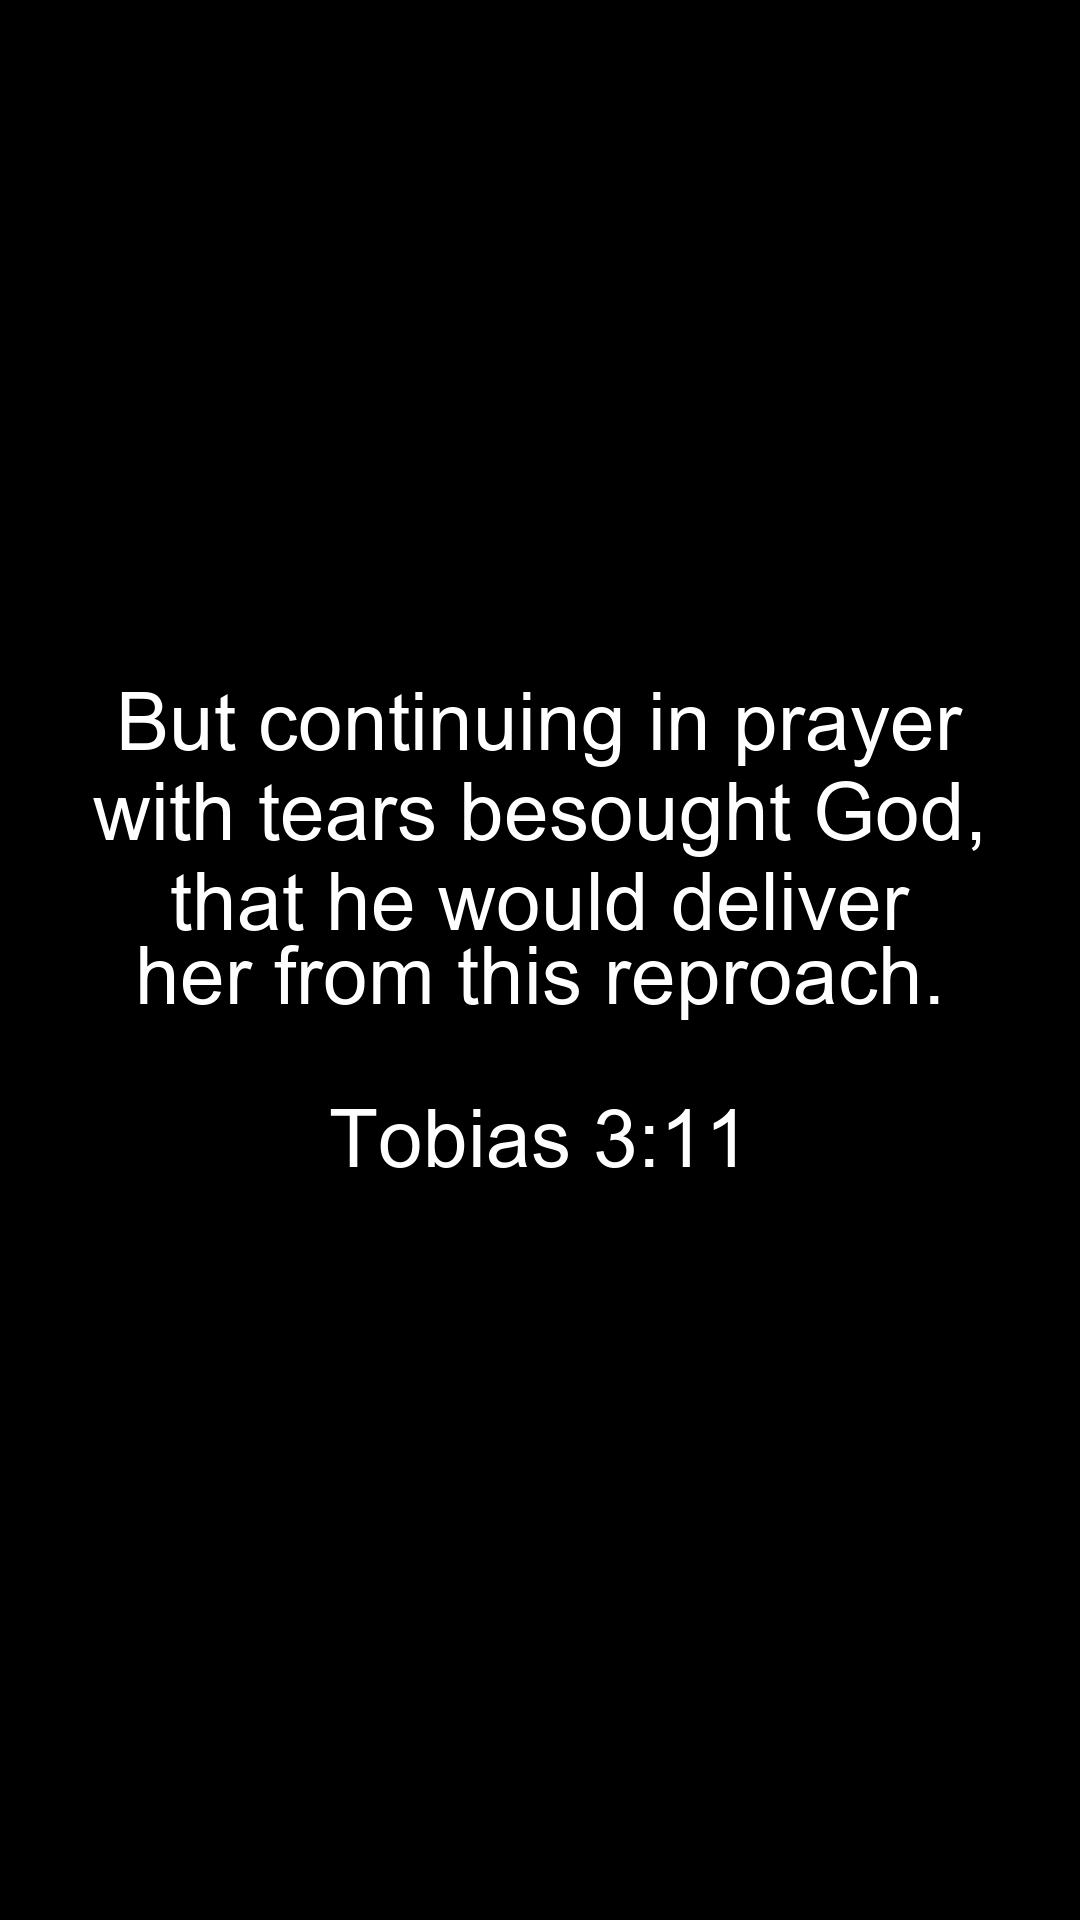 But continuing in prayer
with tears besought God,
that he would deliver
her from this reproach.
Tobias 3:11